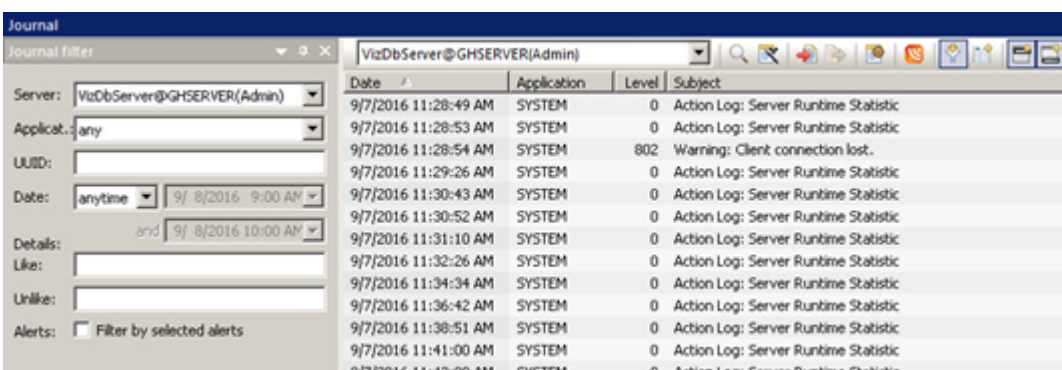 Journal
Journal filter
Server: VizDbServer@GHSERVER(Admin)
Applicat.: any
UUID:
Date: anytime 9/ 8/2016 9:00 AM
and 9/ 8/2016 10:00 AM
Details:
Like:
Unlike:
Alerts: Filter by selected alerts
VizDbServer@GHSERVER(Admin)
Date Application Level Subject
9/7/2016 11:28:49 AM SYSTEM 0 Action Log: Server Runtime Statistic
9/7/2016 11:28:53 AM SYSTEM 0 Action Log: Server Runtime Statistic
9/7/2016 11:28:54 AM SYSTEM 802 Warning: Client connection lost.
9/7/2016 11:29:26 AM SYSTEM 0 Action Log: Server Runtime Statistic
9/7/2016 11:30:43 AM SYSTEM 0 Action Log: Server Runtime Statistic
9/7/2016 11:30:52 AM SYSTEM 0 Action Log: Server Runtime Statistic
9/7/2016 11:31:10 AM SYSTEM 0 Action Log: Server Runtime Statistic
9/7/2016 11:32:26 AM SYSTEM 0 Action Log: Server Runtime Statistic
9/7/2016 11:34:34 AM SYSTEM 0 Action Log: Server Runtime Statistic
9/7/2016 11:36:42 AM SYSTEM 0 Action Log: Server Runtime Statistic
9/7/2016 11:38:51 AM SYSTEM 0 Action Log: Server Runtime Statistic
9/7/2016 11:41:00 AM SYSTEM 0 Action Log: Server Runtime Statistic